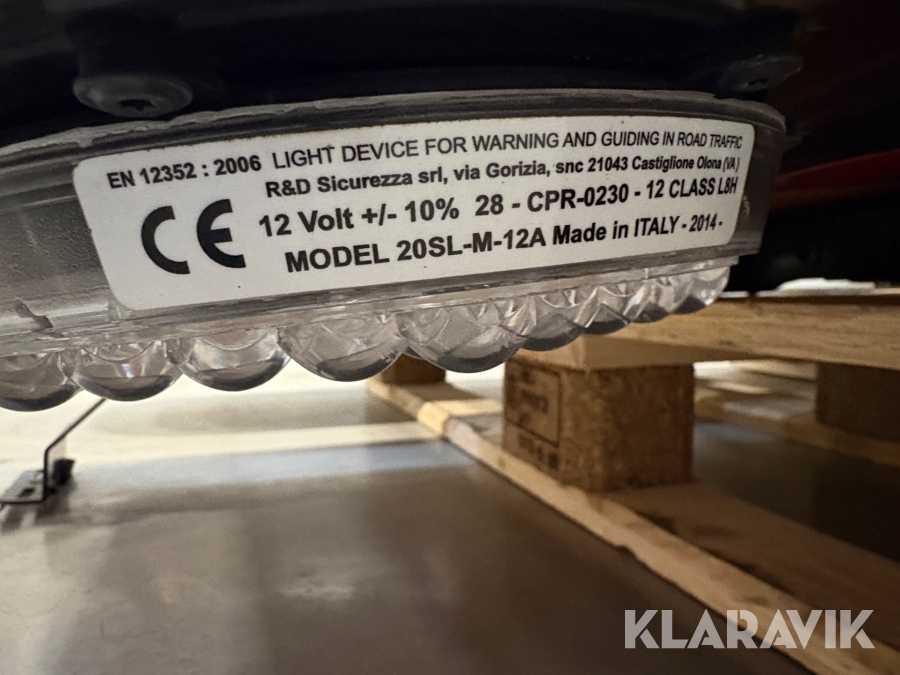 EN 12352 : 2006 LIGHT DEVICE FOR WARNING AND GUIDING IN ROAD TRAFFIC
R&D Sicurezza srl, via Gorizia, snc 21043 Castiglione Olona (VA)
CE 12 Volt +/- 10% 28 - CPR-0230 - 12 CLASS L8H
MODEL 20SL-M-12A Made in ITALY - 2014 -
KLARAVIK